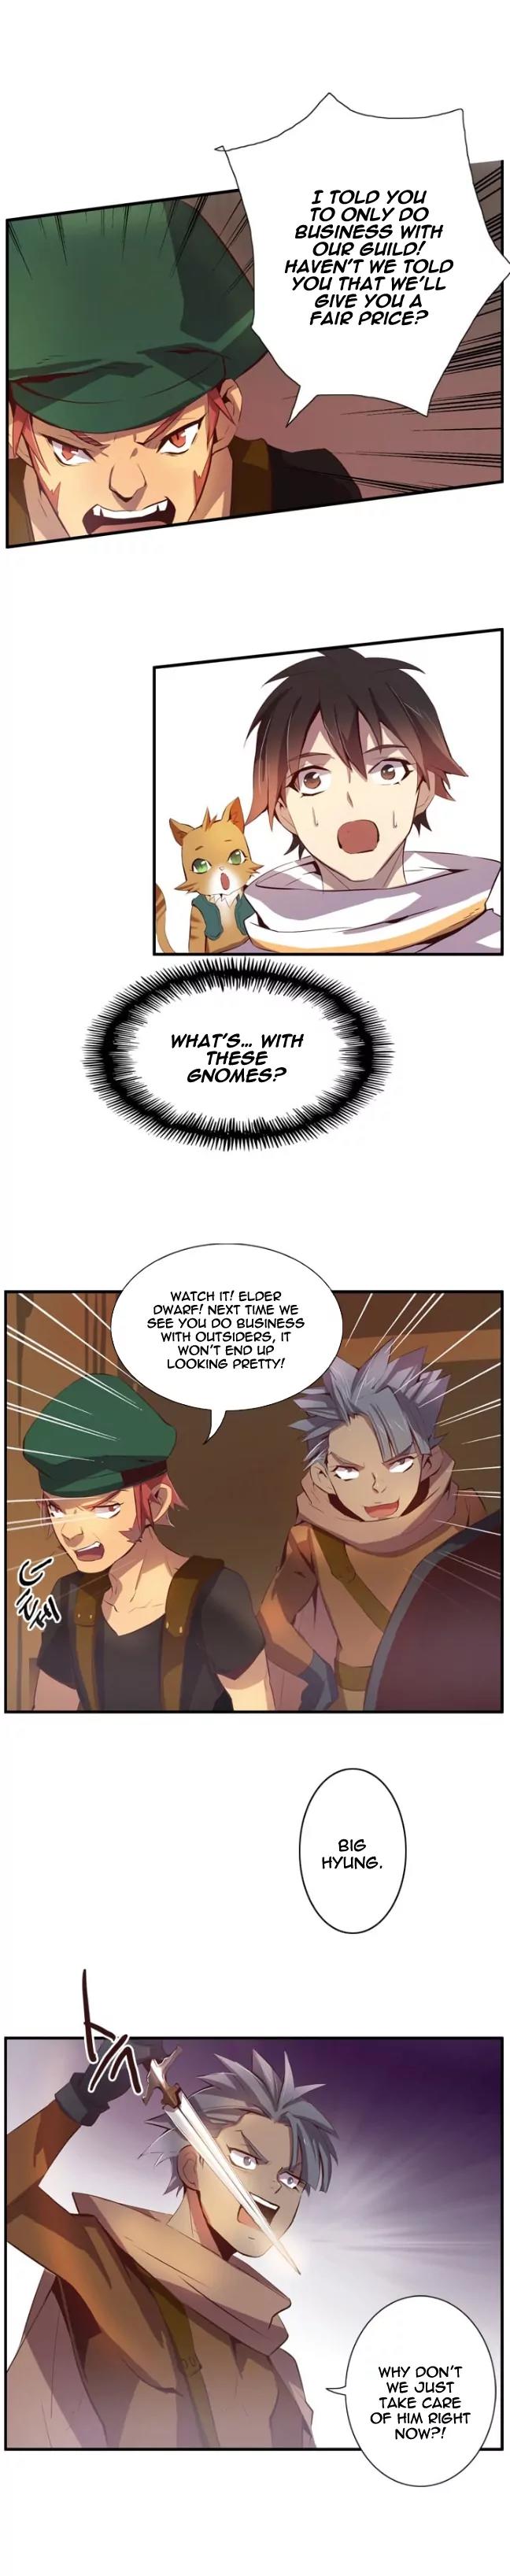 I TOLD YOU
TO ONLY DO
BUSINESS WITH
OUR GUILD!
HAVEN'T WE TOLD
YOU THAT WE'LL
GIVE YOU A
FAIR PRICE?
WHAT'S... WITH
THESE
GNOMES?
WATCH IT! ELDER
DWARF! NEXT TIME WE
SEE YOU DO BUSINESS
WITH OUTSIDERS, IT
WON'T END UP
LOOKING PRETTY!
BIG
HYUNG.
WHY DON'T
WE JUST
TAKE CARE
OF HIM RIGHT
NOW?!